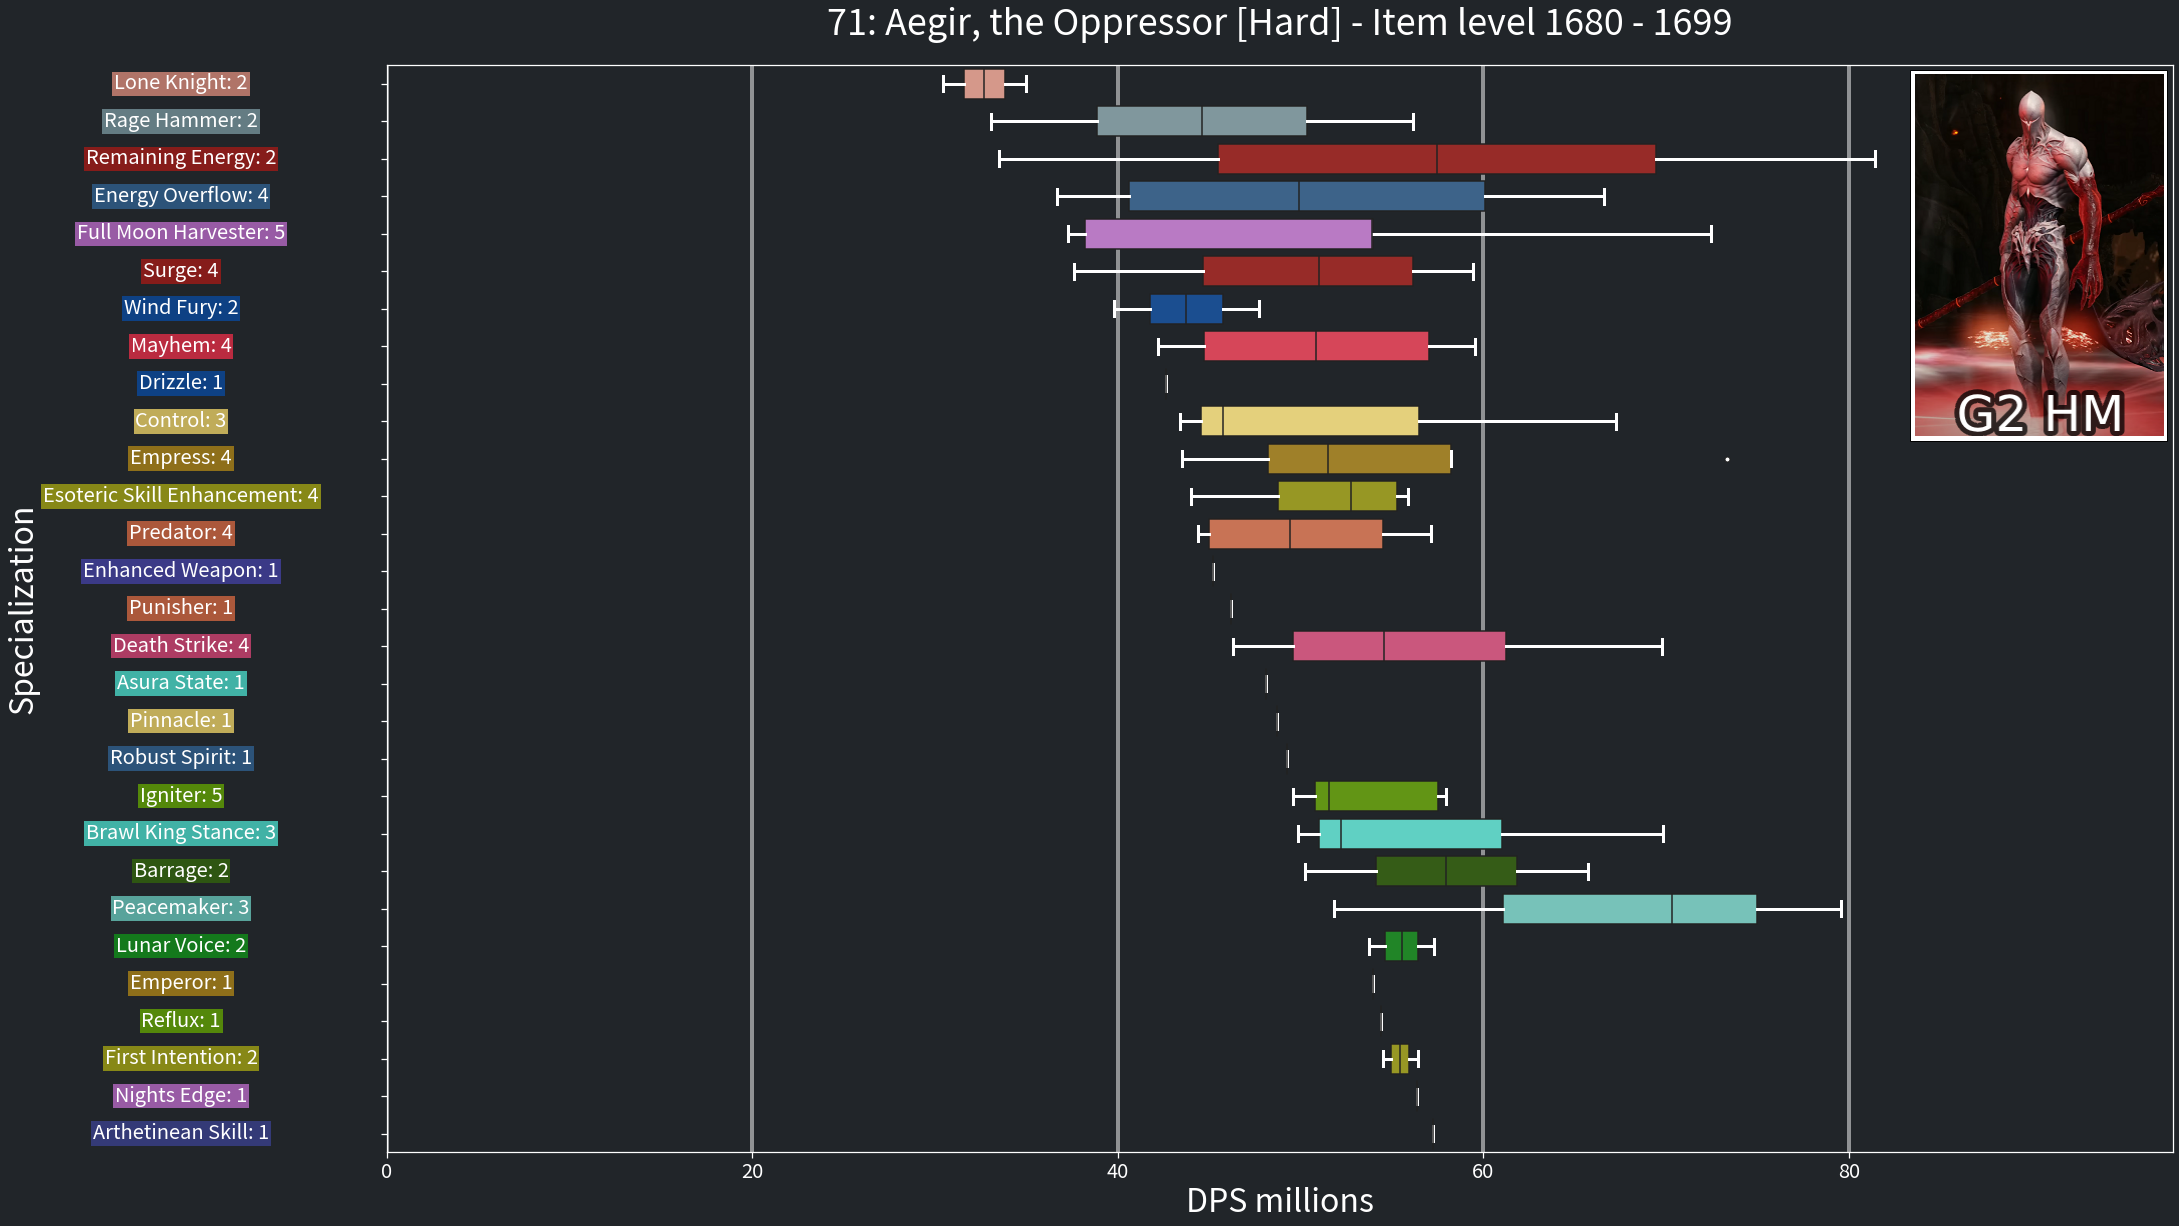 71: Aegir, the Oppressor [Hard] - Item level 1680 - 1699
Lone Knight: 2
Rage Hammer: 2
Remaining Energy: 2
Energy Overflow: 4
Full Moon Harvester: 5
Surge: 4
Wind Fury: 2
Mayhem: 4
Drizzle: 1
Control: 3
Empress: 4
Esoteric Skill Enhancement: 4
Predator: 4
Enhanced Weapon: 1
Punisher: 1
Death Strike: 4
Asura State: 1
Pinnacle: 1
Robust Spirit: 1
Igniter: 5
Brawl King Stance: 3
Barrage: 2
Peacemaker: 3
Lunar Voice: 2
Emperor: 1
Reflux: 1
First Intention: 2
Nights Edge: 1
Arthetinean Skill: 1
Specialization
G2 HM
0 20 40 60 80
DPS millions